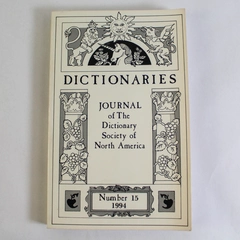 DICTIONARIES
JOURNAL
of The
Dictionary
Society of
North America
Number 15
1994